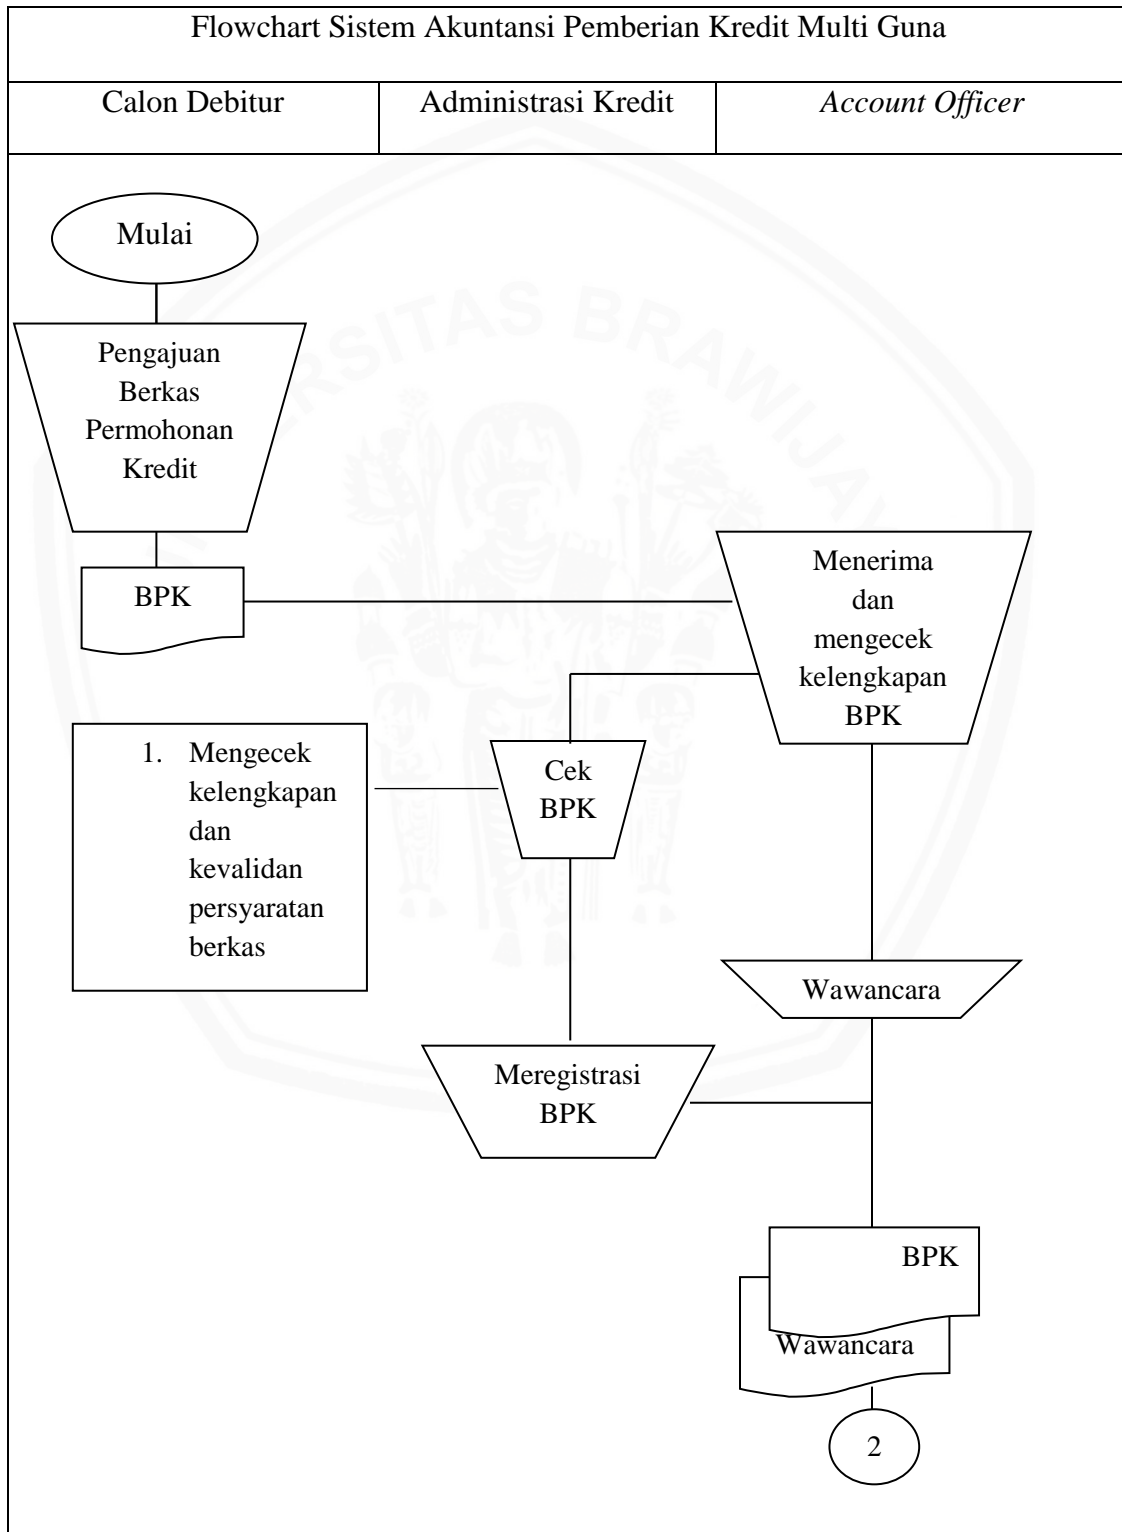 Flowchart Sistem Akuntansi Pemberian Kredit Multi Guna
Calon Debitur
Administrasi Kredit
Account Officer
Mulai
Pengajuan
Berkas
Permohonan
Kredit
BPK
Menerima
dan
mengecek
kelengkapan
BPK
1. Mengecek
kelengkapan
dan
kevalidan
persyaratan
berkas
Cek
BPK
Wawancara
Meregistrasi
BPK
BPK
Wawancara
2